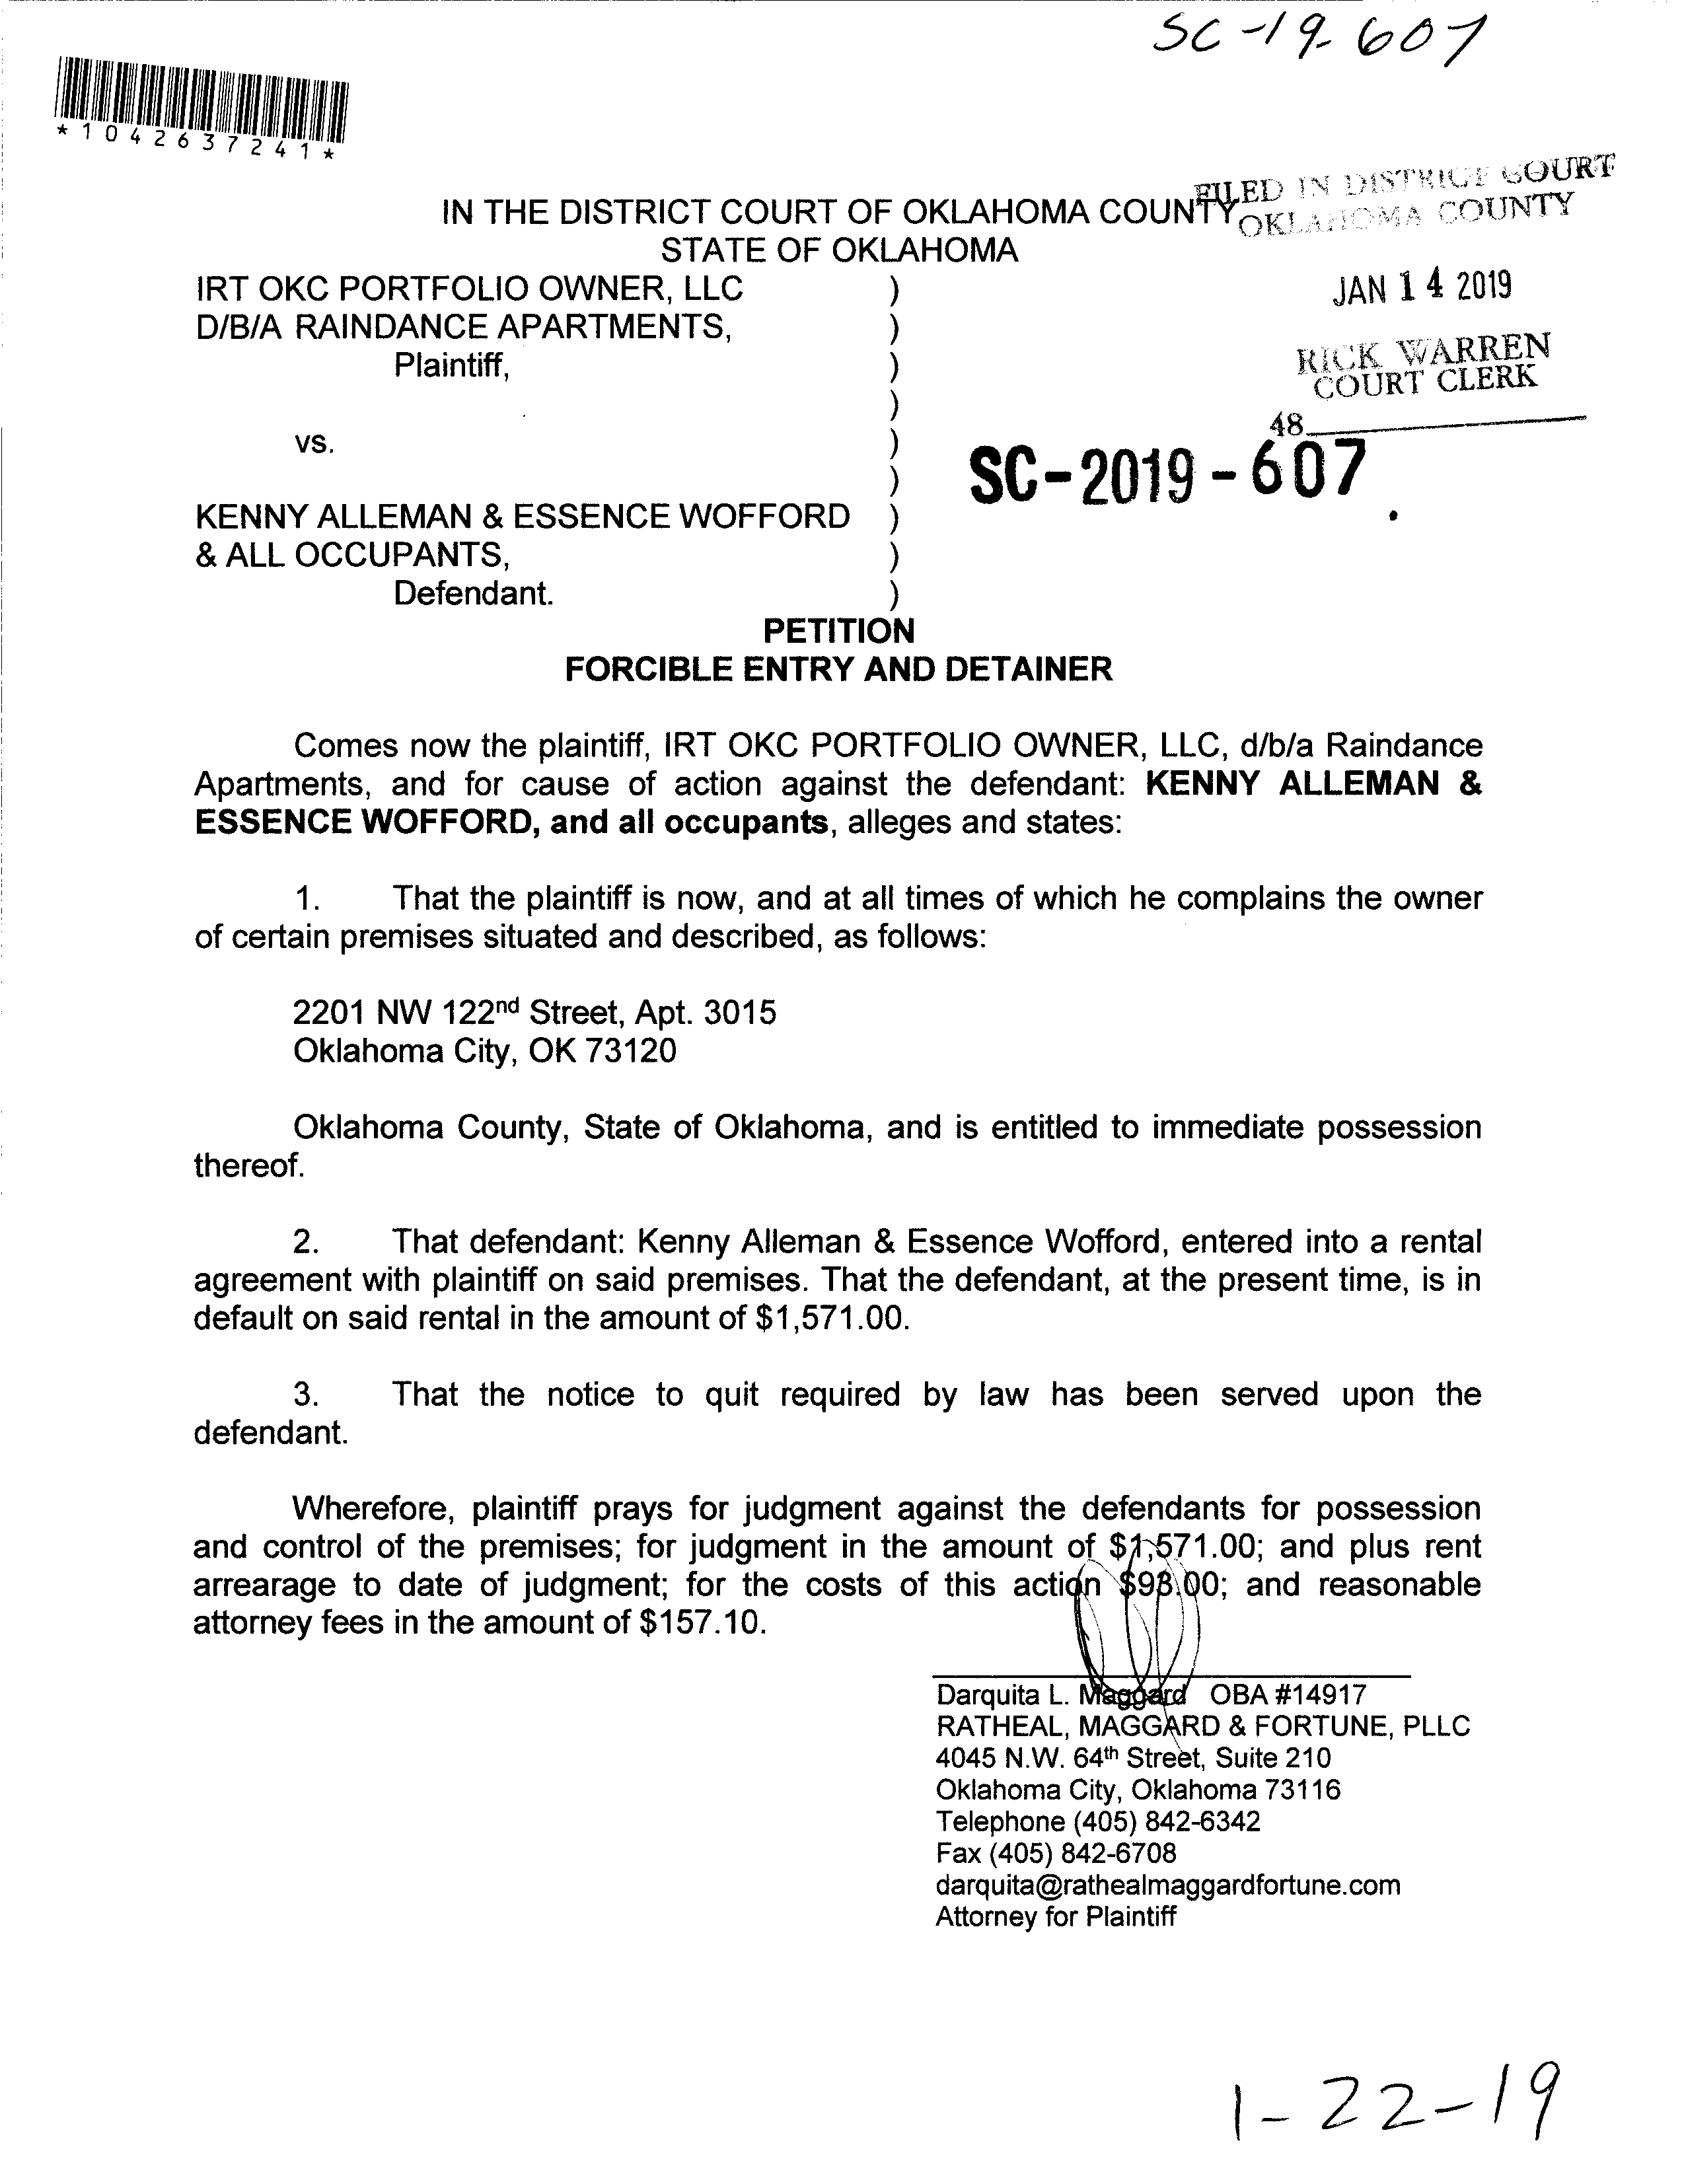 SC-19-607
*1042637241*
FILED IN DISTRICT COURT
OKLAHOMA COUNTY
IN THE DISTRICT COURT OF OKLAHOMA COUNTY
STATE OF OKLAHOMA
IRT OKC PORTFOLIO OWNER, LLC )
D/B/A RAINDANCE APARTMENTS, )
Plaintiff, )
)
vs. )
)
KENNY ALLEMAN & ESSENCE WOFFORD )
& ALL OCCUPANTS, )
Defendant. )
JAN 14 2019
RICK WARREN
COURT CLERK
48
SC-2019-607
PETITION
FORCIBLE ENTRY AND DETAINER
Comes now the plaintiff, IRT OKC PORTFOLIO OWNER, LLC, d/b/a Raindance
Apartments, and for cause of action against the defendant: KENNY ALLEMAN &
ESSENCE WOFFORD, and all occupants, alleges and states:
1. That the plaintiff is now, and at all times of which he complains the owner
of certain premises situated and described, as follows:
2201 NW 122nd Street, Apt. 3015
Oklahoma City, OK 73120
Oklahoma County, State of Oklahoma, and is entitled to immediate possession
thereof.
2. That defendant: Kenny Alleman & Essence Wofford, entered into a rental
agreement with plaintiff on said premises. That the defendant, at the present time, is in
default on said rental in the amount of $1,571.00.
3. That the notice to quit required by law has been served upon the
defendant.
Wherefore, plaintiff prays for judgment against the defendants for possession
and control of the premises; for judgment in the amount of $1,571.00; and plus rent
arrearage to date of judgment; for the costs of this action; and reasonable
attorney fees in the amount of $157.10.
Darquita L. Maggard OBA #14917
RATHEAL, MAGGARD & FORTUNE, PLLC
4045 N.W. 64th Street, Suite 210
Oklahoma City, Oklahoma 73116
Telephone (405) 842-6342
Fax (405) 842-6708
darquita@rathealmaggardfortune.com
Attorney for Plaintiff
1-22-19